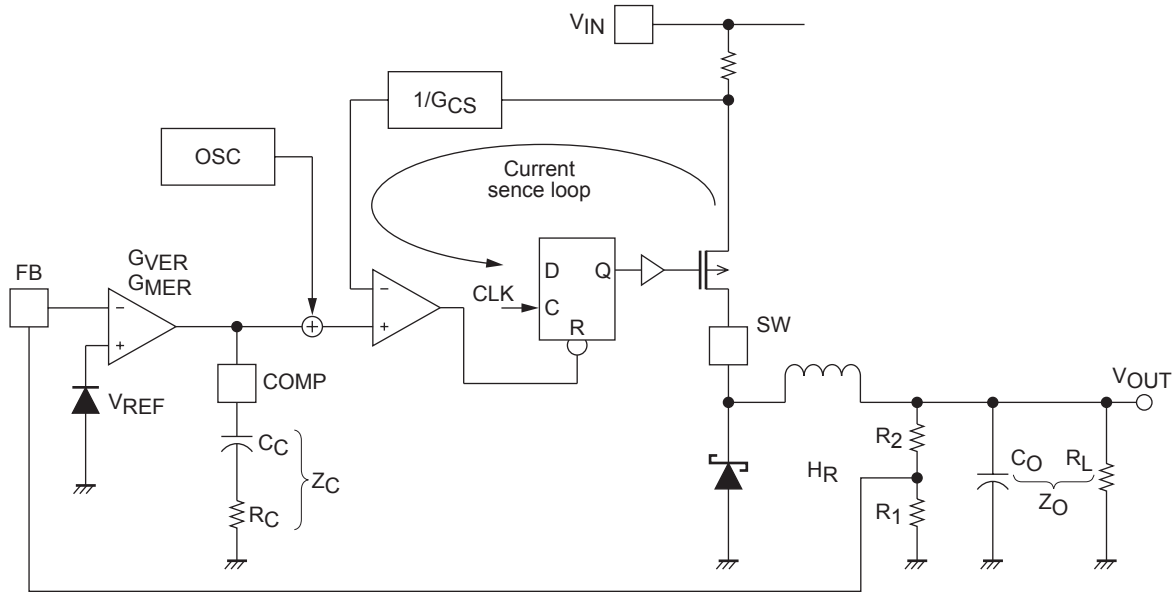 VIN
1/GCS
OSC
Current
sence loop
GVER
GMER
FB
D
Q
CLK
C
R
SW
COMP
VREF
VOUT
R2
CC
HR
CO
RL
ZC
ZO
RC
R1